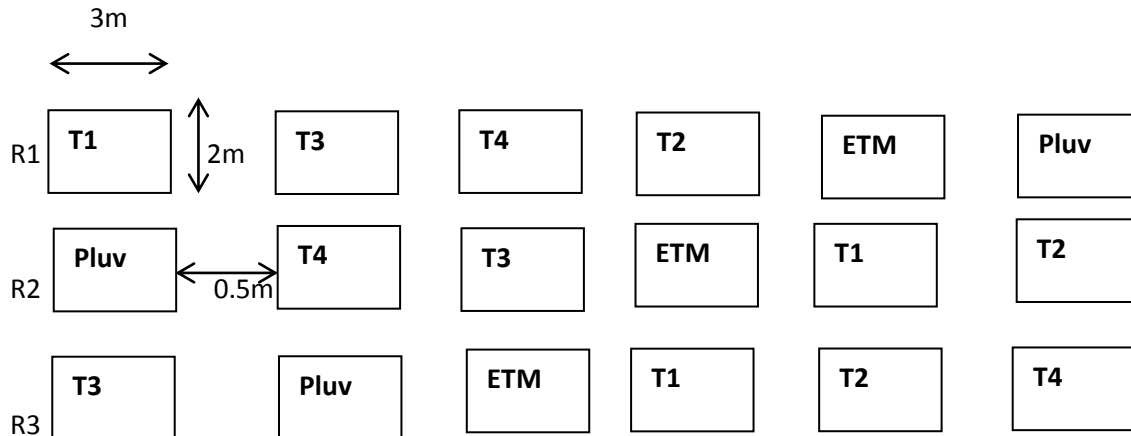 3m
R1 T1 2m T3 T4 T2 ETM Pluv
R2 Pluv 0.5m T4 T3 ETM T1 T2
R3 T3 Pluv ETM T1 T2 T4